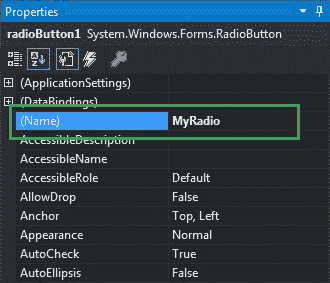 Properties
radioButton1 System.Windows.Forms.RadioButton
(ApplicationSettings)
(DataBindings)
(Name) MyRadio
AccessibleDescription
AccessibleName
AccessibleRole Default
AllowDrop False
Anchor Top, Left
Appearance Normal
AutoCheck True
AutoEllipsis False